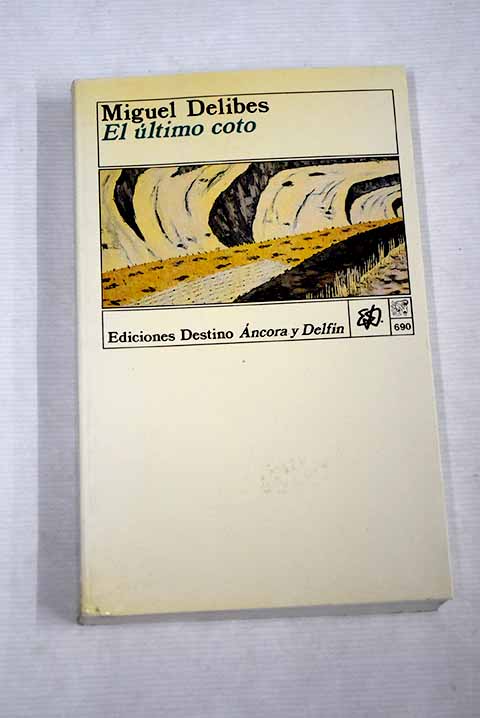 Miguel Delibes
El último coto
Ediciones Destino Áncora y Delfín
690